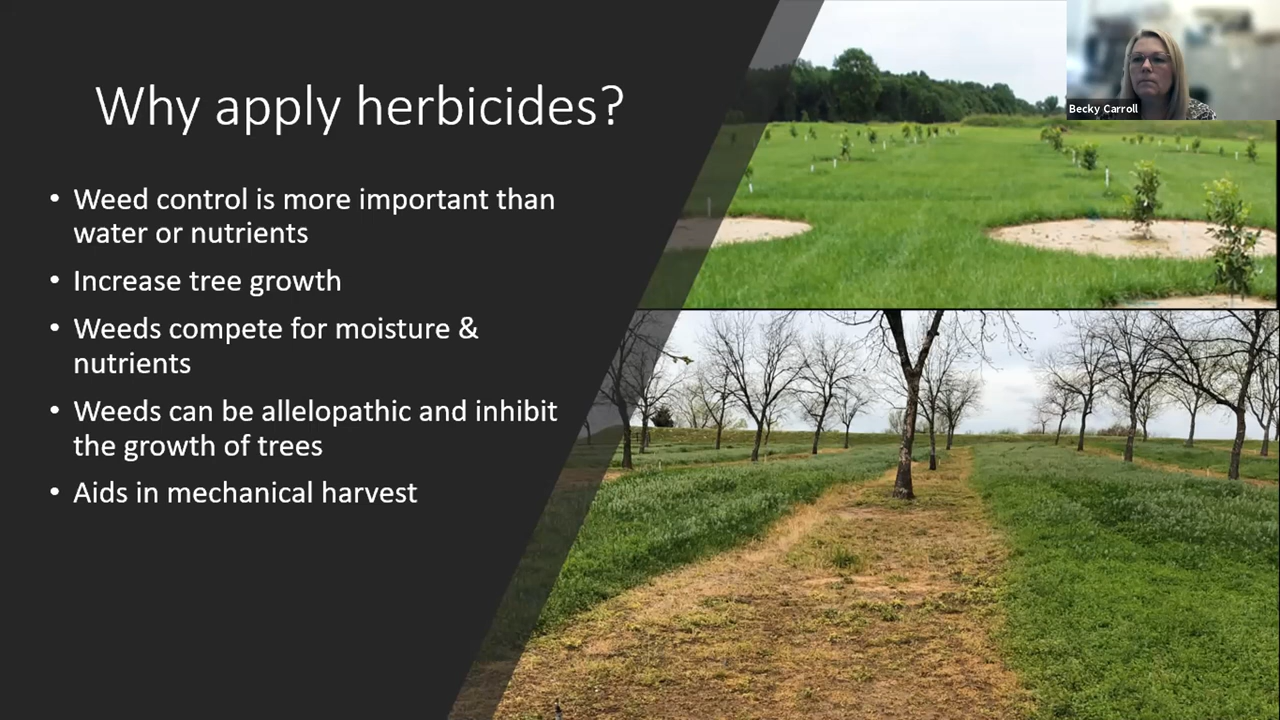 Why apply herbicides?
• Weed control is more important than
water or nutrients
• Increase tree growth
• Weeds compete for moisture &
nutrients
• Weeds can be allelopathic and inhibit
the growth of trees
• Aids in mechanical harvest
Becky Carroll